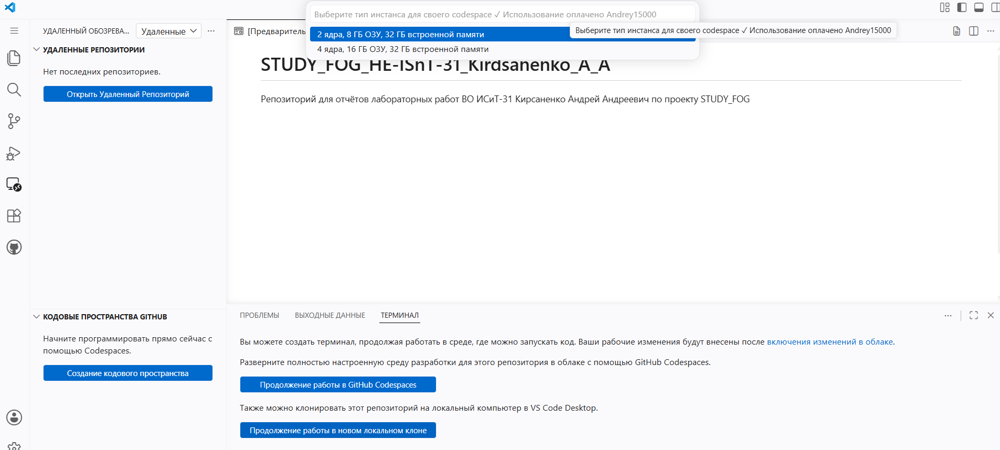 Выберите тип инстанса для своего codespace ✓ Использование оплачено Andrey15000
2 ядра, 8 ГБ ОЗУ, 32 ГБ встроенной памяти
Выберите тип инстанса для своего codespace ✓ Использование оплачено Andrey15000
4 ядра, 16 ГБ ОЗУ, 32 ГБ встроенной памяти
УДАЛЕННЫЙ ОБОЗРЕВА...
Удаленные
УДАЛЕННЫЕ РЕПОЗИТОРИИ
Нет последних репозиториев.
Открыть Удаленный Репозиторий
КОДОВЫЕ ПРОСТРАНСТВА GITHUB
Начните программировать прямо сейчас с
помощью Codespaces.
Создание кодового пространства
[Предваритель
STUDY_FOG_HE-ISnT-31_Kirdsanenko_A_A
Репозиторий для отчётов лабораторных работ ВО ИСиТ-31 Кирсаненко Андрей Андреевич по проекту STUDY_FOG
ПРОБЛЕМЫ ВЫХОДНЫЕ ДАННЫЕ ТЕРМИНАЛ
Вы можете создать терминал, продолжая работать в среде, где можно запускать код. Ваши рабочие изменения будут внесены после включения изменений в облаке.
Разверните полностью настроенную среду разработки для этого репозитория в облаке с помощью GitHub Codespaces.
Продолжение работы в GitHub Codespaces
Также можно клонировать этот репозиторий на локальный компьютер в VS Code Desktop.
Продолжение работы в новом локальном клоне